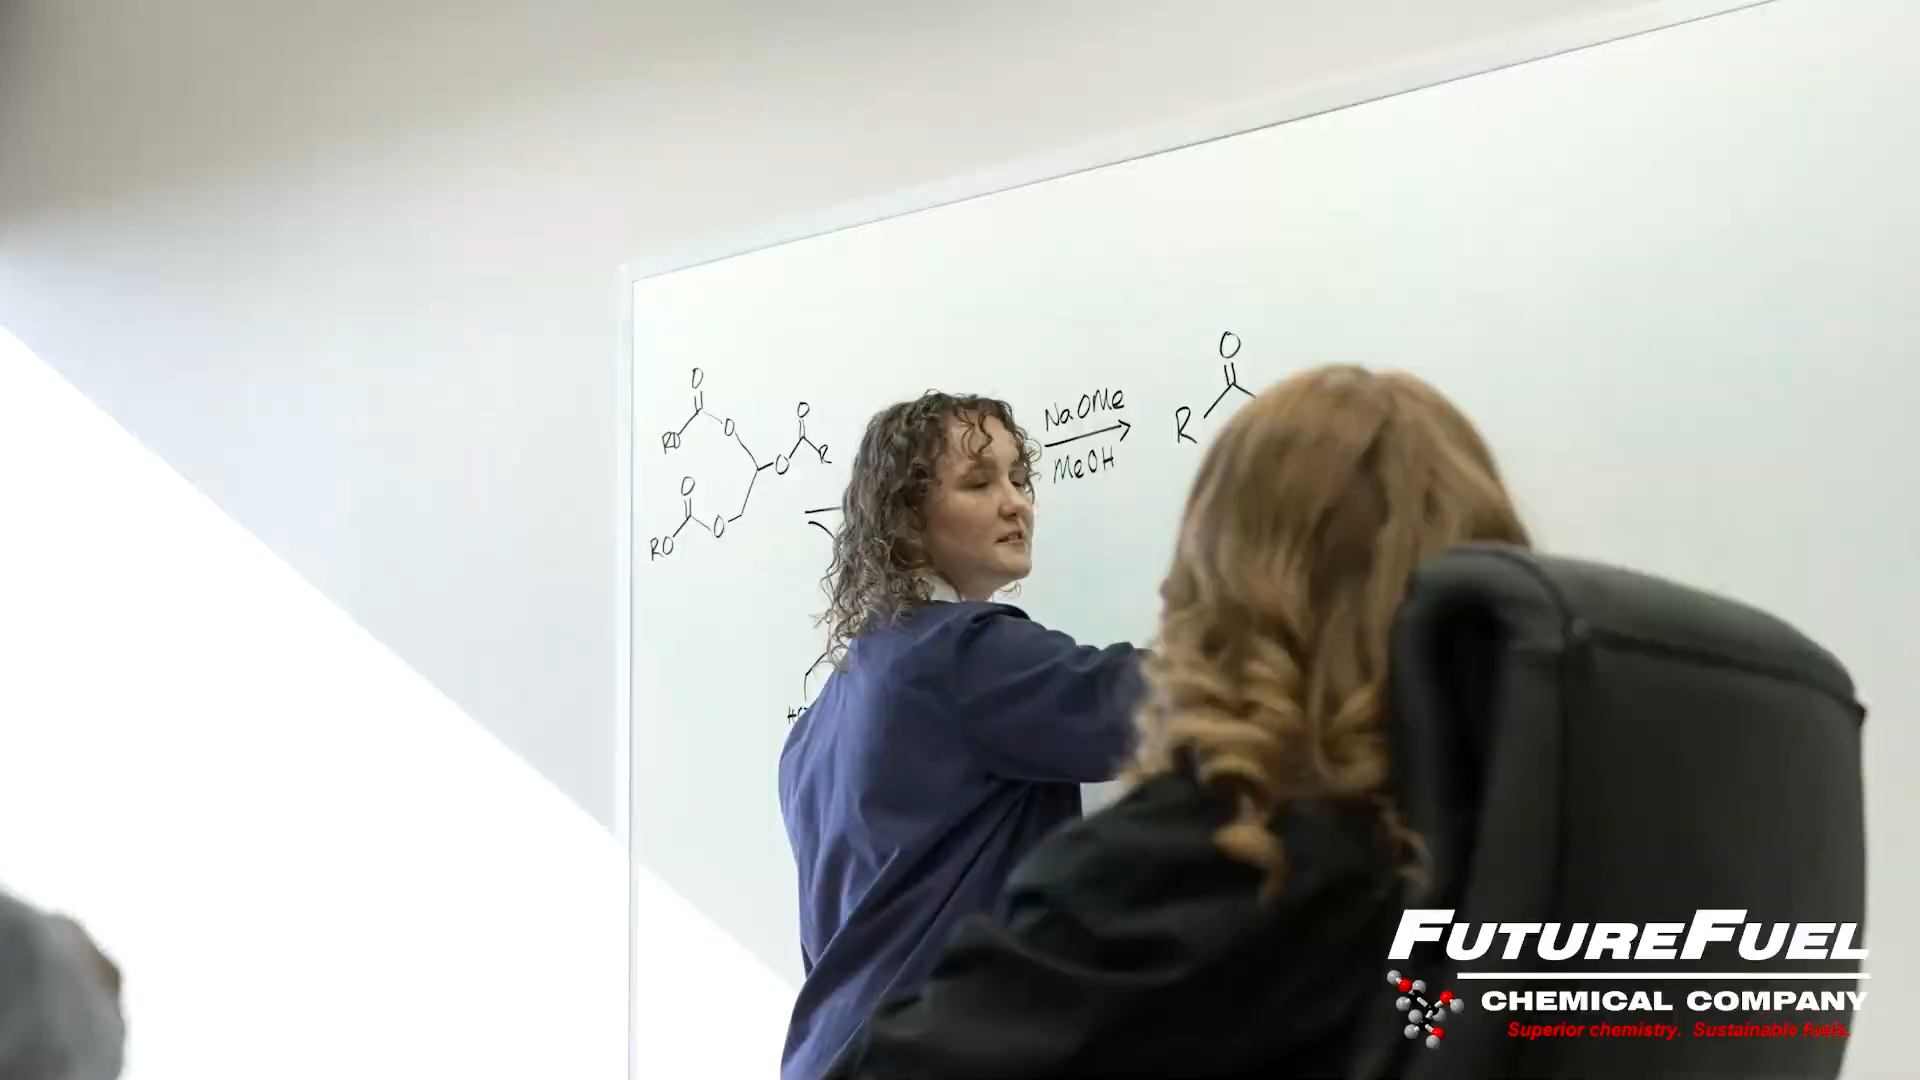 O
RO
O
O
O
R
O
RO
O
NaOMe
MeOH
O
R
FUTUREFUEL
CHEMICAL COMPANY
Superior chemistry. Sustainable fuels.